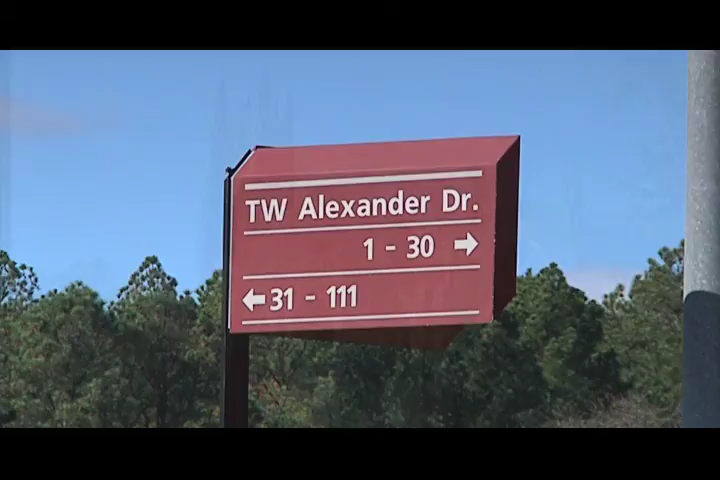 TW Alexander Dr.
1 - 30 →
← 31 - 111